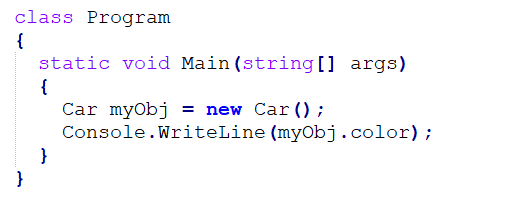 class Program
{
  static void Main(string[] args)
  {
    Car myObj = new Car();
    Console.WriteLine(myObj.color);
  }
}